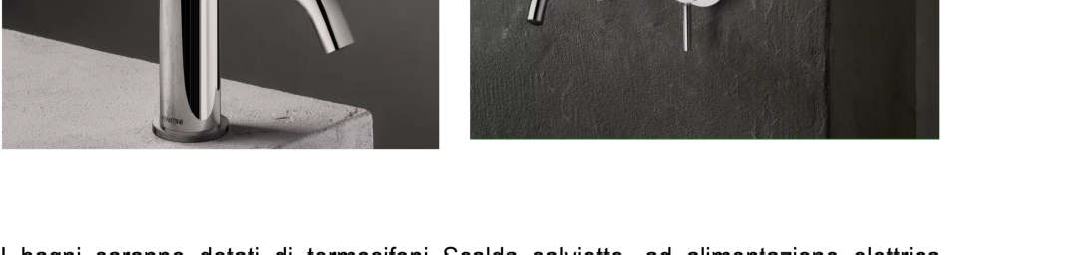 I bagni saranno dotati di termosifoni Scalda salviette, ad alimentazione elettrica